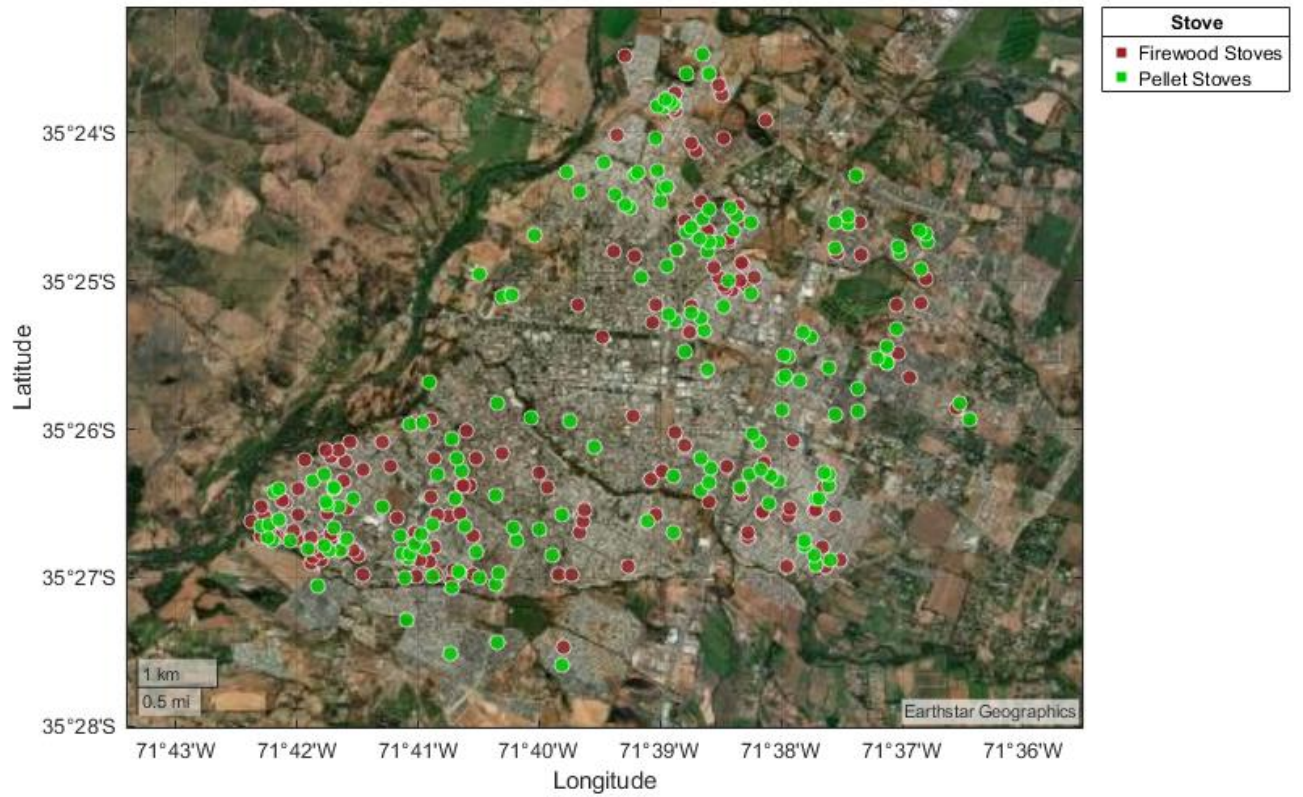 Stove
Firewood Stoves
Pellet Stoves
Latitude
35°24'S
35°25'S
35°26'S
35°27'S
35°28'S
1 km
0.5 mi
Earthstar Geographics
71°43'W 71°42'W 71°41'W 71°40'W 71°39'W 71°38'W 71°37'W 71°36'W
Longitude